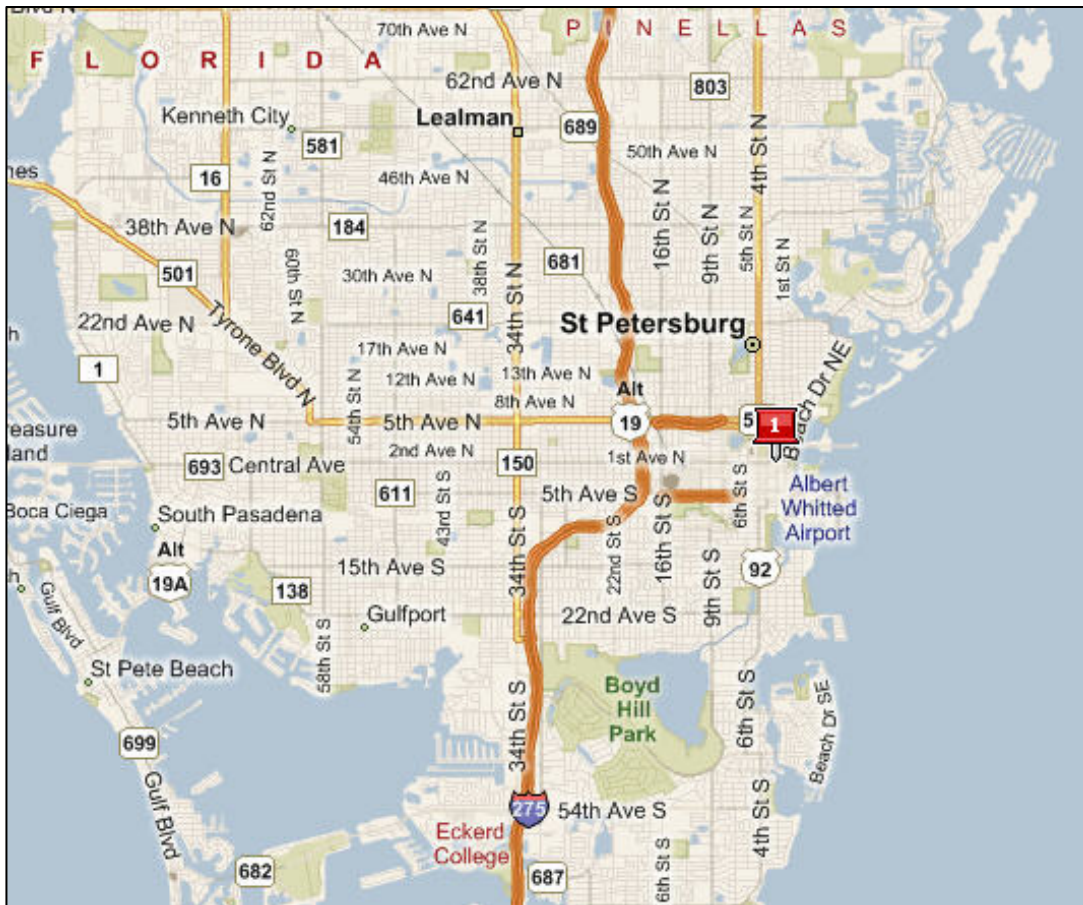 Blvd N
70th Ave N
P I N E L L A S
F L O R I D A
62nd Ave N
803
Kenneth City
Lealman
689
581
50th Ave N
4th St N
16
62nd St N
46th Ave N
16th St N
9th St N
5th St N
1st St N
38th Ave N
184
501
60th St N
30th Ave N
38th St N
34th St N
681
22nd Ave N
Tyrone Blvd N
641
St Petersburg
1
17th Ave N
12th Ave N
13th Ave N
Alt
19
8th Ave N
Beach Dr NE
54th St N
5th Ave N
5th Ave N
5
1
2nd Ave N
1st Ave N
693
Central Ave
150
611
43rd St S
5th Ave S
6th St S
Albert
Whitted
Airport
Boca Ciega
South Pasadena
34th St S
22nd St S
16th St S
9th St S
Alt
19A
15th Ave S
92
138
Gulf Blvd
Gulfport
22nd Ave S
58th St S
St Pete Beach
Boyd
Hill
Park
34th St S
6th St S
Beach Dr SE
699
Gulf Blvd
275
54th Ave S
4th St S
Eckerd
College
682
687
6th St S